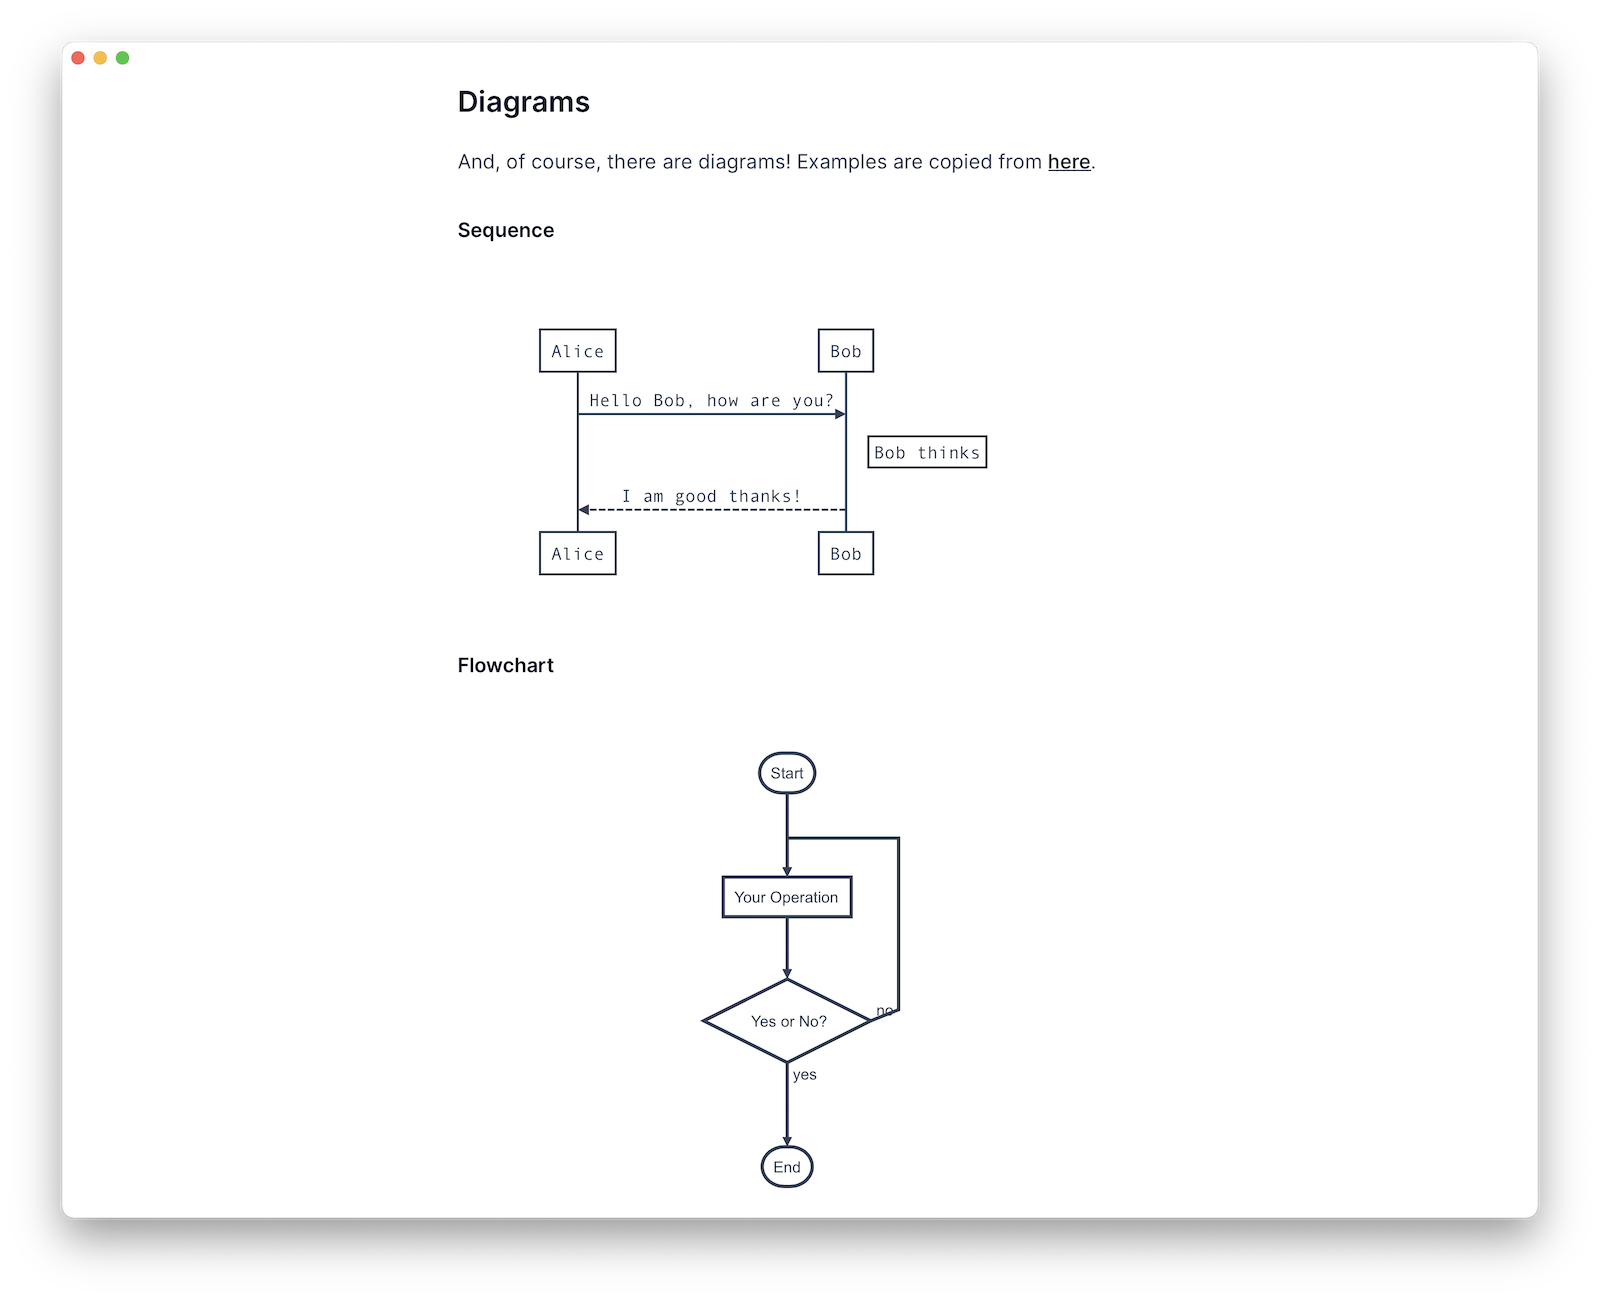 Diagrams
And, of course, there are diagrams! Examples are copied from here.
Sequence
Alice
Bob
Hello Bob, how are you?
Bob thinks
I am good thanks!
Alice
Bob
Flowchart
Start
Your Operation
no
Yes or No?
yes
End